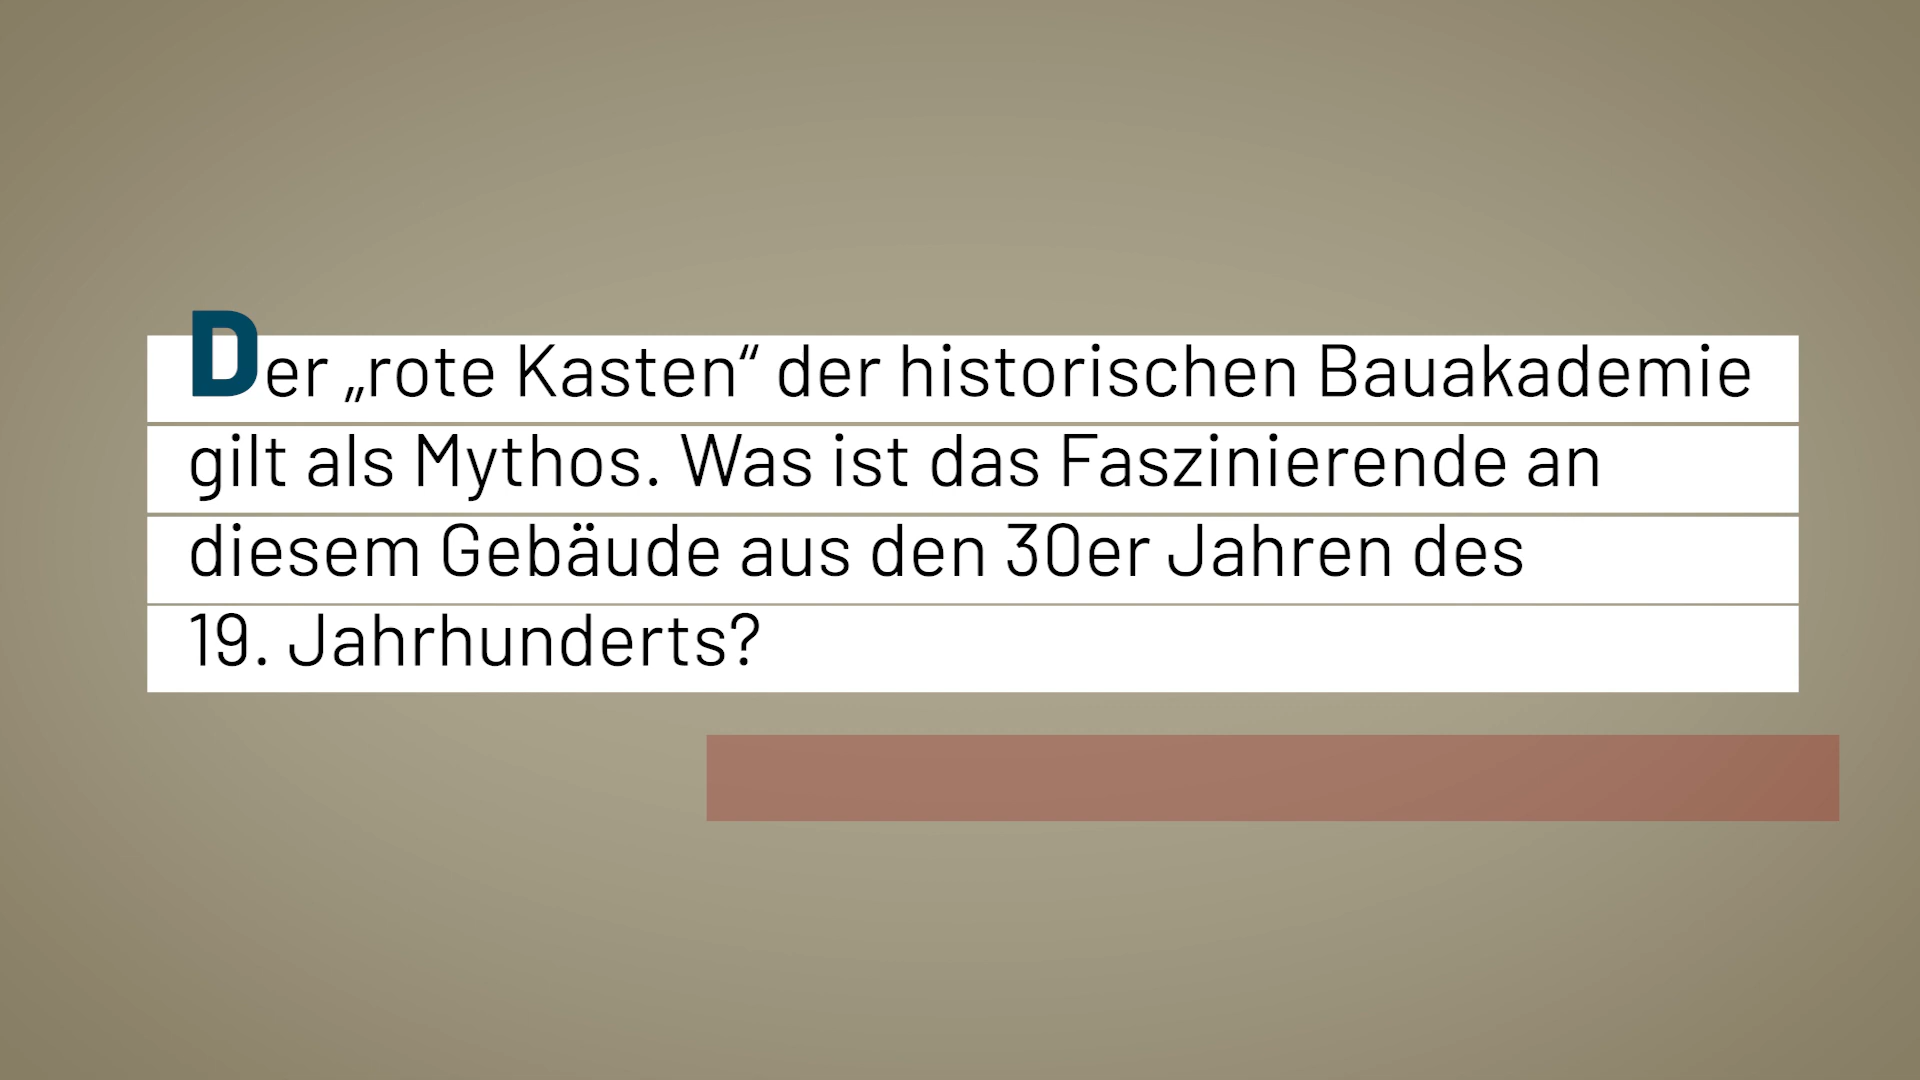 Der „rote Kasten“ der historischen Bauakademie
gilt als Mythos. Was ist das Faszinierende an
diesem Gebäude aus den 30er Jahren des
19. Jahrhunderts?